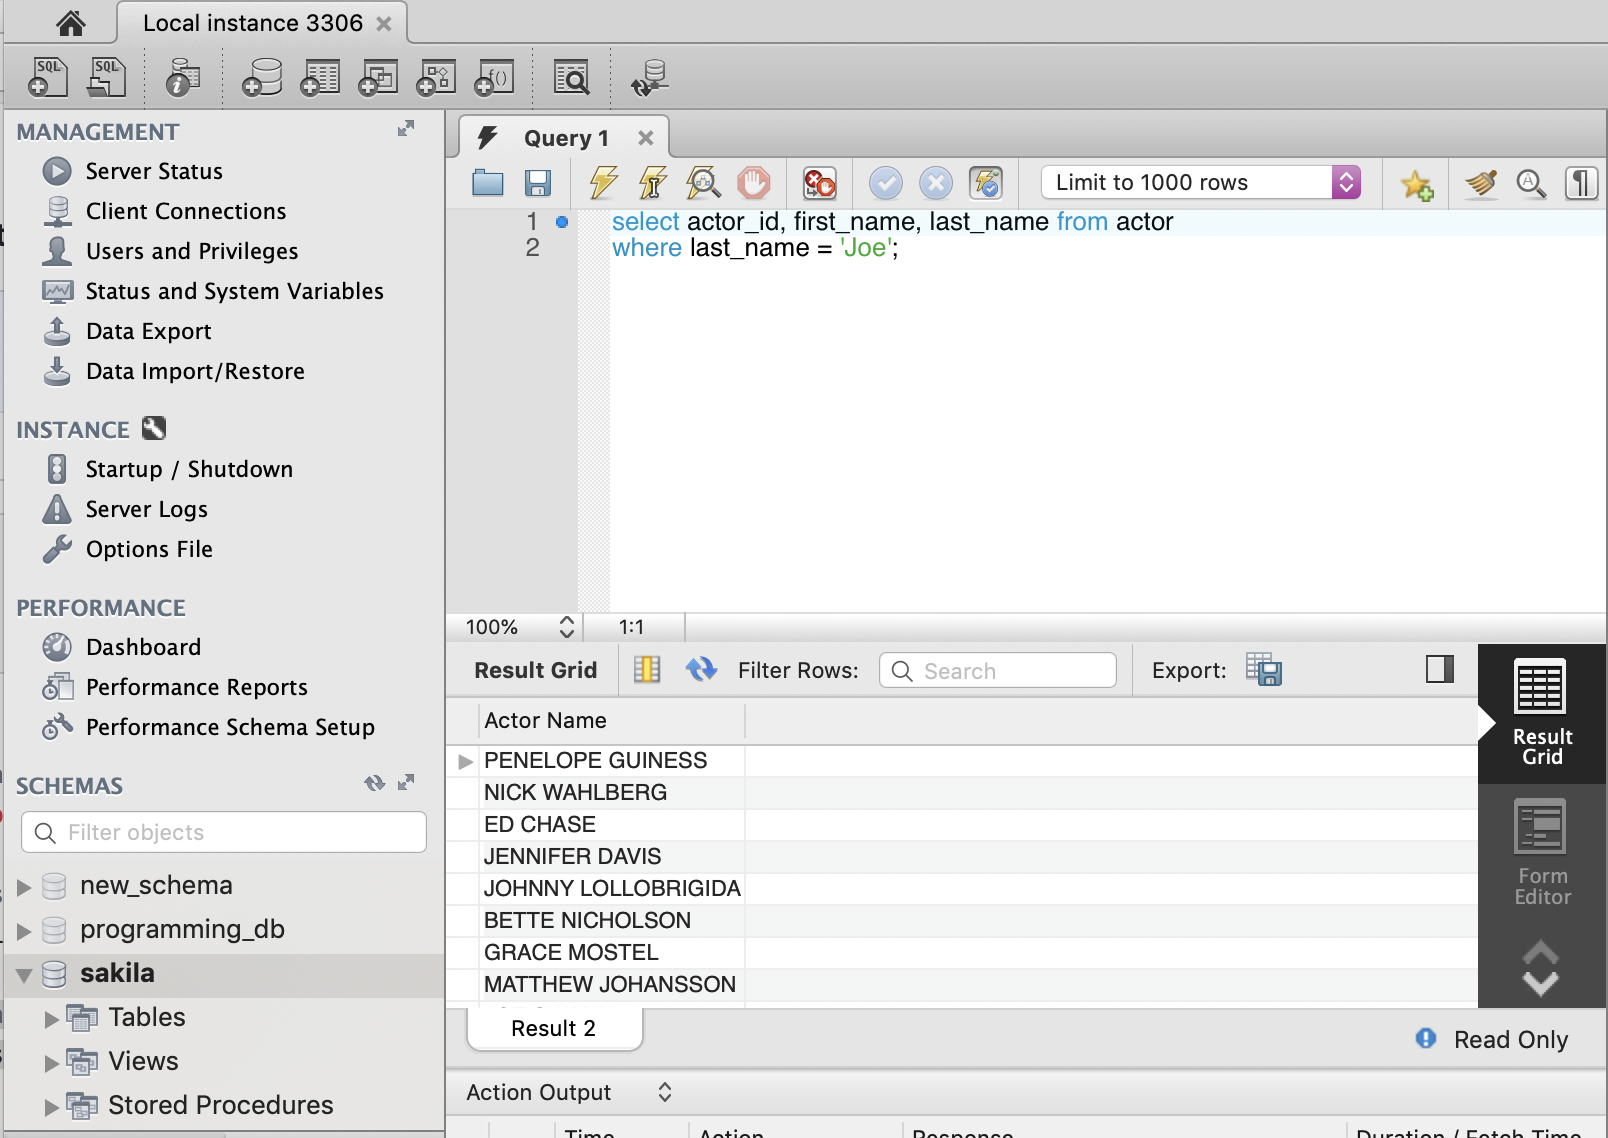 Local instance 3306
SQL
SQL
f()
MANAGEMENT
Server Status
Client Connections
Users and Privileges
Status and System Variables
Data Export
Data Import/Restore
INSTANCE
Startup / Shutdown
Server Logs
Options File
PERFORMANCE
Dashboard
Performance Reports
Performance Schema Setup
SCHEMAS
Filter objects
new_schema
programming_db
sakila
Tables
Views
Stored Procedures
Query 1
Limit to 1000 rows
1 select actor_id, first_name, last_name from actor
2 where last_name = 'Joe';
100% 1:1
Result Grid Filter Rows: Search Export:
Actor Name
PENELOPE GUINESS
NICK WAHLBERG
ED CHASE
JENNIFER DAVIS
JOHNNY LOLLOBRIGIDA
BETTE NICHOLSON
GRACE MOSTEL
MATTHEW JOHANSSON
Result
Grid
Form
Editor
Result 2
Read Only
Action Output
Time Action Response Duration / Fetch Time